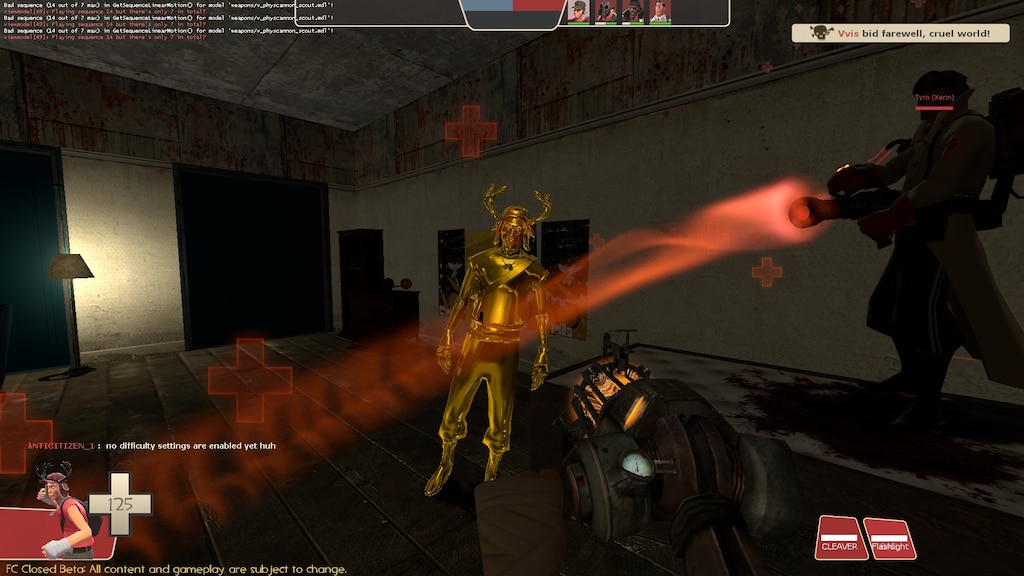 Bad sequence (14 out of 7 max) in GetSequenceLinearMotion() for model 'weapons/v_physcannon_scout.mdl'!
viewmodel[49]: Playing sequence 14 but there's only 7 in total?
Bad sequence (14 out of 7 max) in GetSequenceLinearMotion() for model 'weapons/v_physcannon_scout.mdl'!
viewmodel[49]: Playing sequence 14 but there's only 7 in total?
Bad sequence (14 out of 7 max) in GetSequenceLinearMotion() for model 'weapons/v_physcannon_scout.mdl'!
viewmodel[49]: Playing sequence 14 but there's only 7 in total?
Vvis bid farewell, cruel world!
Tyro (Xerin)
ANTICITIZEN_1 : no difficulty settings are enabled yet huh
125
CLEAVER
Flashlight
FC Closed Beta: All content and gameplay are subject to change.